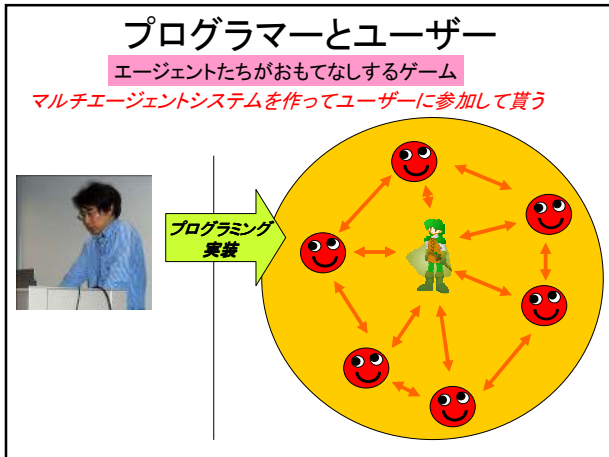 プログラマーとユーザー
エージェントたちがおもてなしするゲーム
マルチエージェントシステムを作ってユーザーに参加して貰う
プログラミング
実装